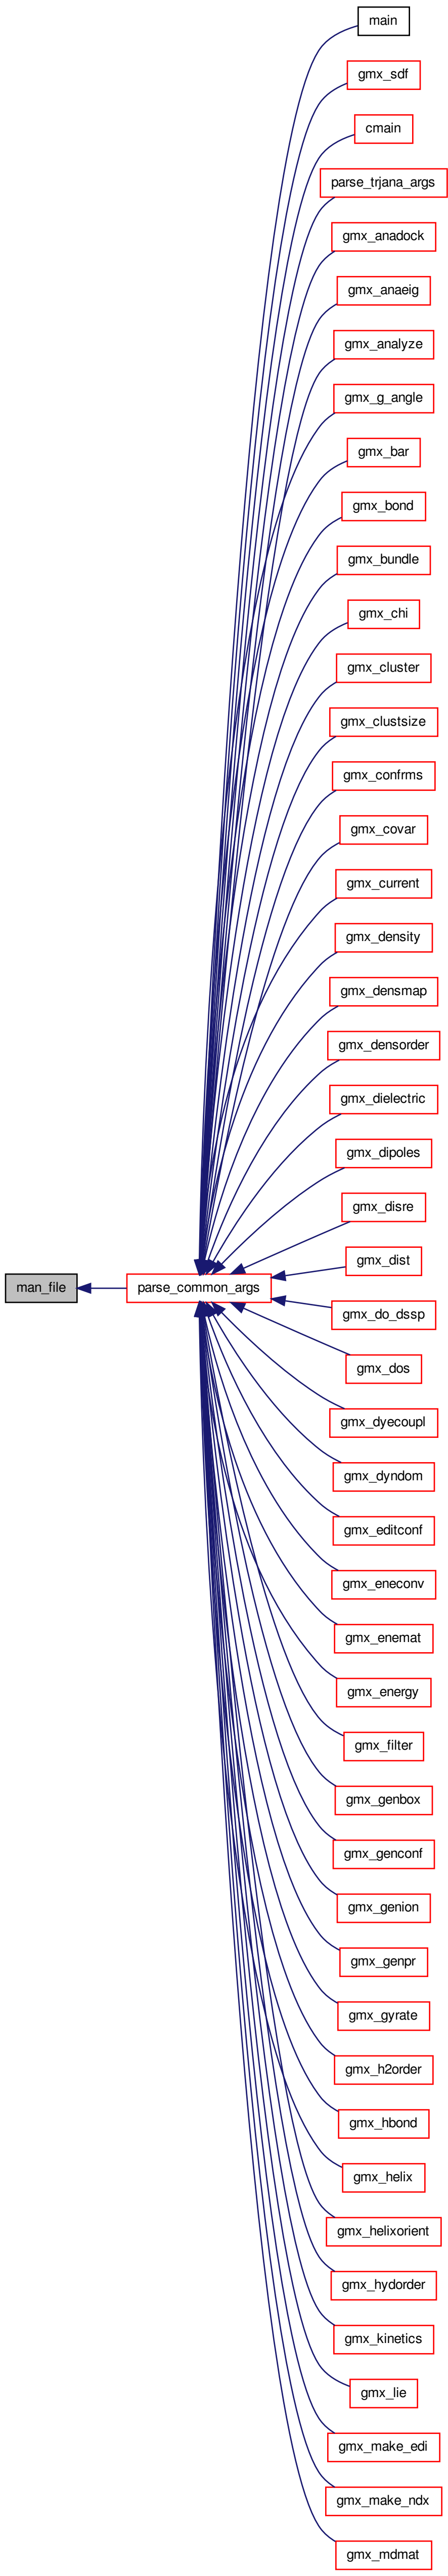 main
gmx_sdf
cmain
parse_trjana_args
gmx_anadock
gmx_anaeig
gmx_analyze
gmx_g_angle
gmx_bar
gmx_bond
gmx_bundle
gmx_chi
gmx_cluster
gmx_clustsize
gmx_confrms
gmx_covar
gmx_current
gmx_density
gmx_densmap
gmx_densorder
gmx_dielectric
gmx_dipoles
gmx_disre
gmx_dist
man_file
parse_common_args
gmx_do_dssp
gmx_dos
gmx_dyecoupl
gmx_dyndom
gmx_editconf
gmx_eneconv
gmx_enemat
gmx_energy
gmx_filter
gmx_genbox
gmx_genconf
gmx_genion
gmx_genpr
gmx_gyrate
gmx_h2order
gmx_hbond
gmx_helix
gmx_helixorient
gmx_hydorder
gmx_kinetics
gmx_lie
gmx_make_edi
gmx_make_ndx
gmx_mdmat